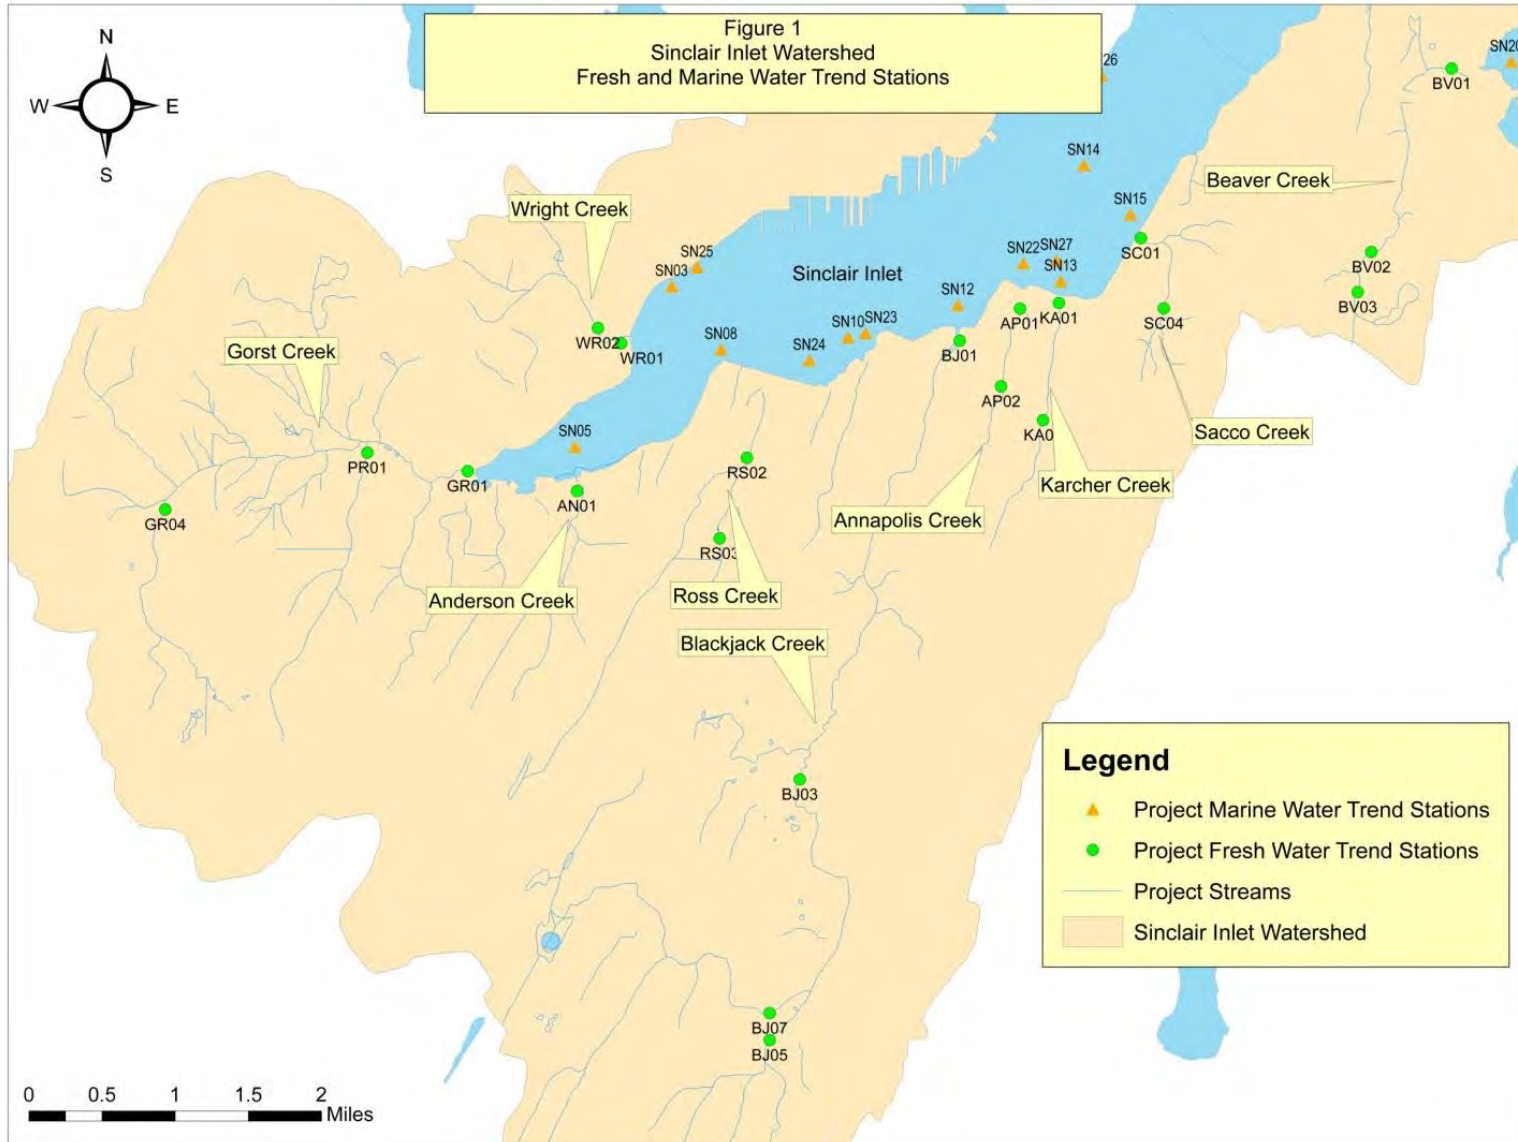 Figure 1
Sinclair Inlet Watershed
Fresh and Marine Water Trend Stations
N
W
E
S
26
SN20
BV01
SN14
Beaver Creek
Wright Creek
SN15
SN25
SN03
Sinclair Inlet
SN22
SN27
SN13
SC01
BV02
BV03
SN12
AP01
KA01
SC04
WR02
WR01
SN08
SN24
SN10
SN23
BJ01
Gorst Creek
AP02
KA0
Sacco Creek
SN05
PR01
GR01
RS02
Karcher Creek
GR04
AN01
Annapolis Creek
RS03
Anderson Creek
Ross Creek
Blackjack Creek
BJ03
Legend
Project Marine Water Trend Stations
Project Fresh Water Trend Stations
Project Streams
Sinclair Inlet Watershed
BJ07
BJ05
0 0.5 1 1.5 2
Miles